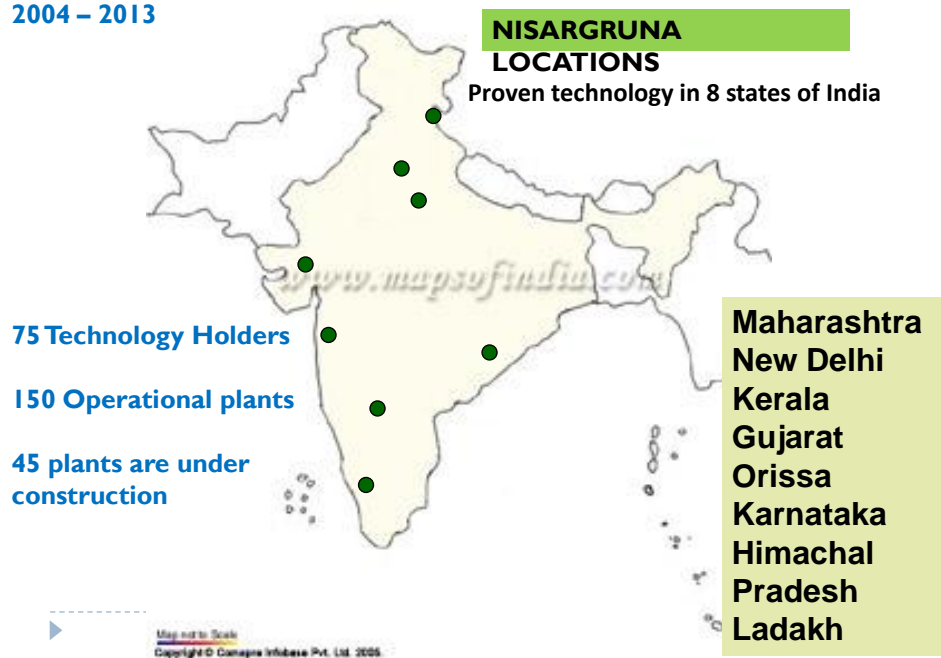 2004 – 2013
NISARGRUNA
LOCATIONS
Proven technology in 8 states of India
www.mapsofindia.com
75 Technology Holders
150 Operational plants
45 plants are under
construction
Maharashtra
New Delhi
Kerala
Gujarat
Orissa
Karnataka
Himachal
Pradesh
Ladakh
Map not to Scale
Copyright © Compare Infobase Pvt. Ltd. 2005.